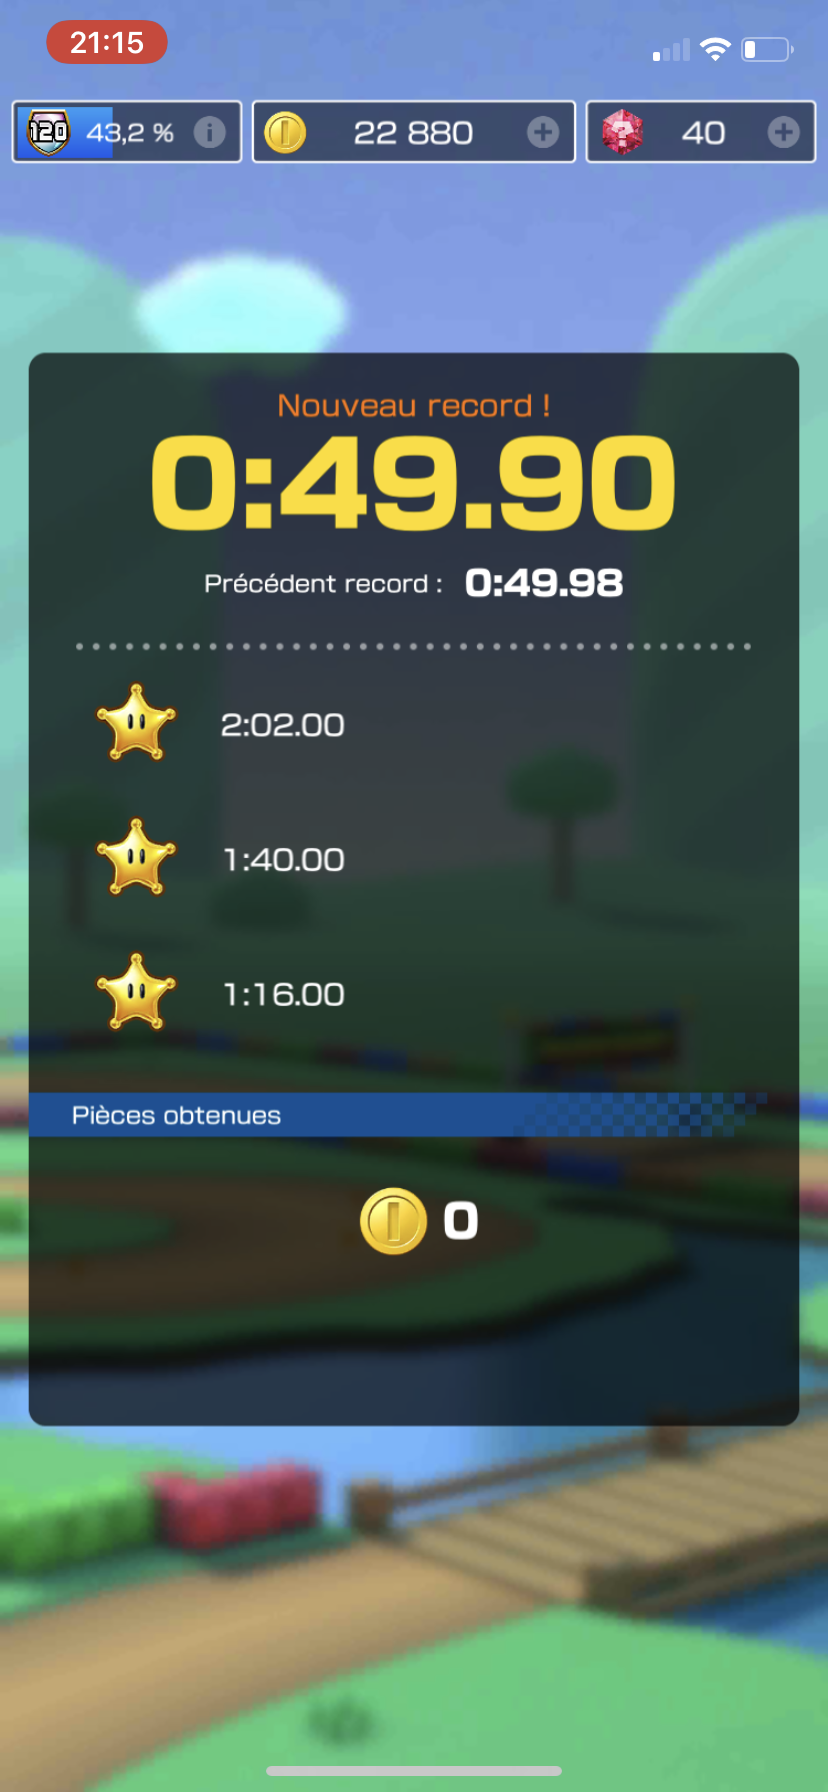 21:15
120 43,2 % 22 880 40
Nouveau record !
0:49.90
Précédent record : 0:49.98
2:02.00
1:40.00
1:16.00
Pièces obtenues
0